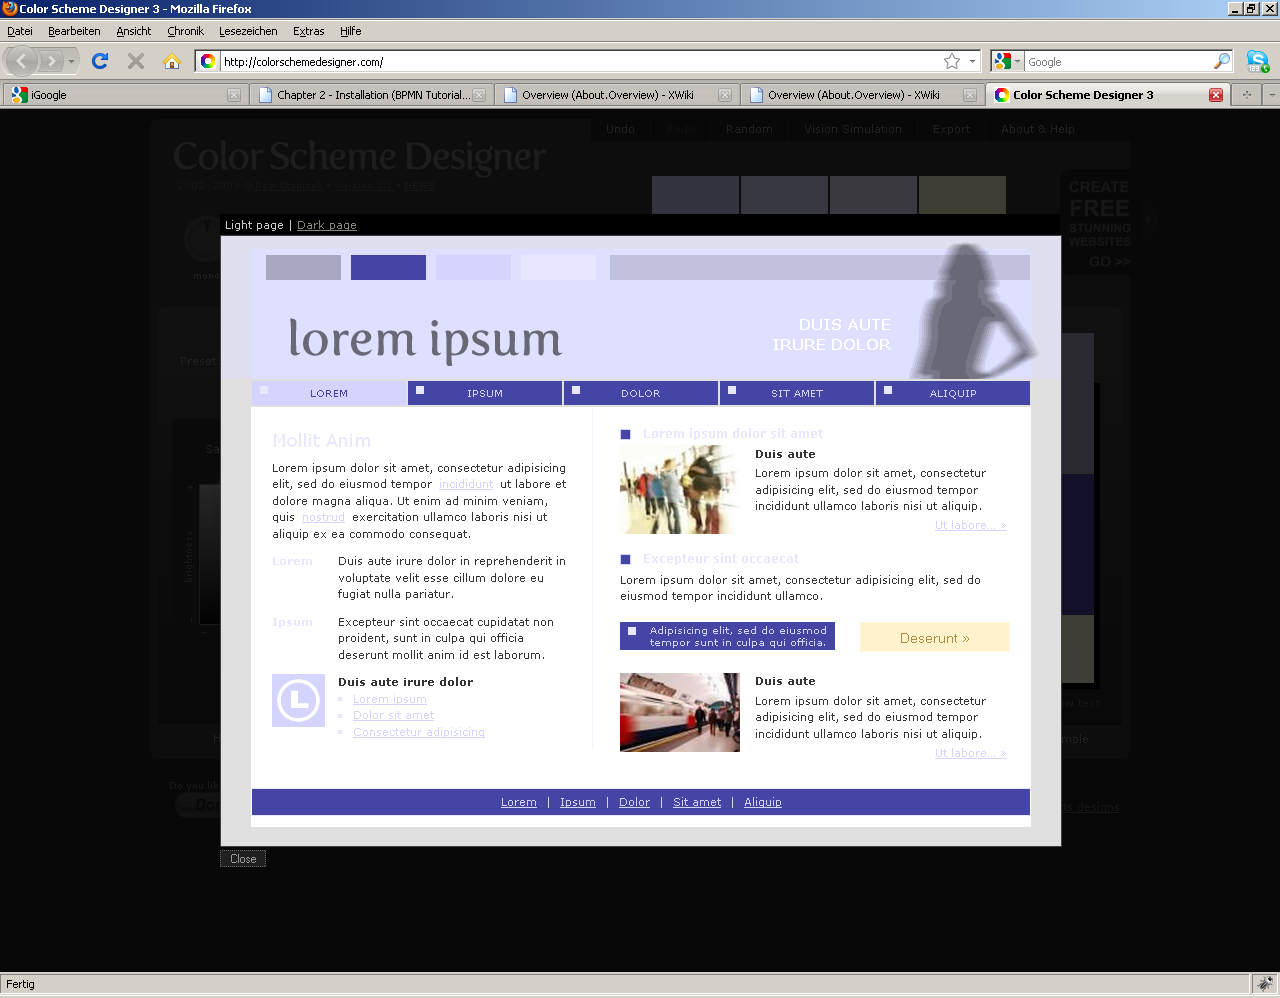 Color Scheme Designer 3 - Mozilla Firefox
Datei Bearbeiten Ansicht Chronik Lesezeichen Extras Hilfe
http://colorschemedesigner.com/ Google
iGoogle Chapter 2 - Installation (BPMN Tutorial... Overview (About.Overview) - XWiki Overview (About.Overview) - XWiki Color Scheme Designer 3
Undo Redo Random Vision Simulation Export About & Help
Color Scheme Designer
NEWS
CREATE
FREE
STUNNING
WEBSITES
GO >>
Light page | Dark page
mono
lorem ipsum
DUIS AUTE
IRURE DOLOR
Preset:
LOREM IPSUM DOLOR SIT AMET ALIQUIP
Mollit Anim
Lorem ipsum dolor sit amet, consectetur adipisicing
elit, sed do eiusmod tempor incididunt ut labore et
dolore magna aliqua. Ut enim ad minim veniam,
quis nostrud exercitation ullamco laboris nisi ut
aliquip ex ea commodo consequat.
Lorem Duis aute irure dolor in reprehenderit in
voluptate velit esse cillum dolore eu
fugiat nulla pariatur.
Ipsum Excepteur sint occaecat cupidatat non
proident, sunt in culpa qui officia
deserunt mollit anim id est laborum.
Duis aute irure dolor
Lorem ipsum
Dolor sit amet
Consectetur adipisicing
Lorem ipsum dolor sit amet
Duis aute
Lorem ipsum dolor sit amet, consectetur
adipisicing elit, sed do eiusmod tempor
incididunt ullamco laboris nisi ut aliquip.
Ut labore... »
Excepteur sint occaecat
Lorem ipsum dolor sit amet, consectetur adipisicing elit, sed do
eiusmod tempor incididunt ullamco.
Adipisicing elit, sed do eiusmod
tempor sunt in culpa qui officia.
Deserunt »
Duis aute
Lorem ipsum dolor sit amet, consectetur
adipisicing elit, sed do eiusmod tempor
incididunt ullamco laboris nisi ut aliquip.
Ut labore... »
brightness
Do you lik
Lorem | Ipsum | Dolor | Sit amet | Aliquip
designs
Close
Fertig